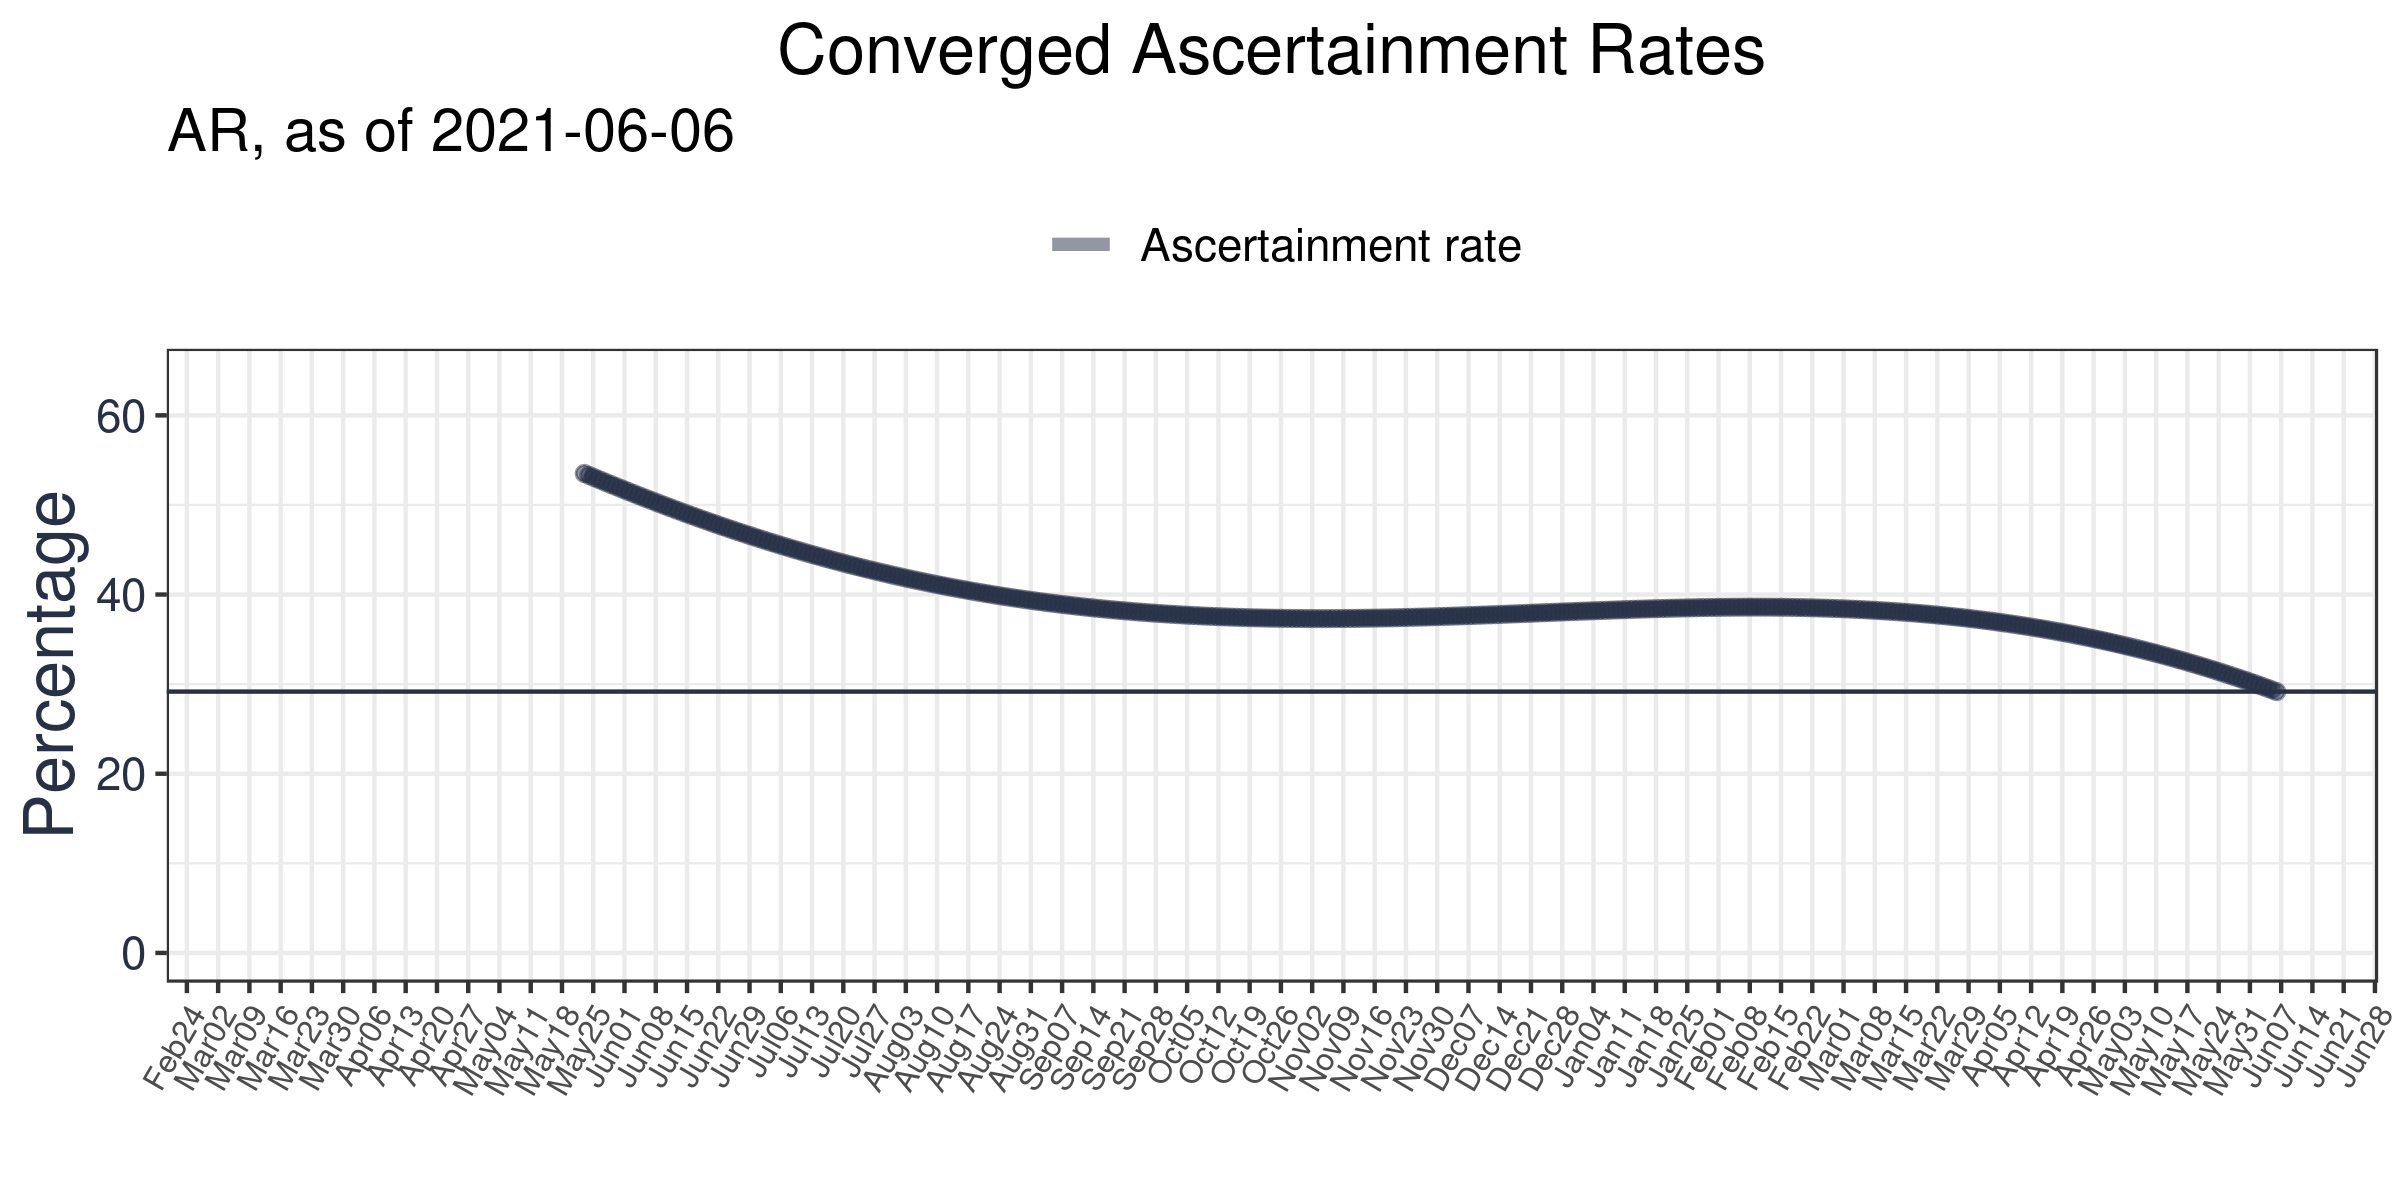 Converged Ascertainment Rates
AR, as of 2021-06-06
Ascertainment rate
Percentage
60
40
20
0
Feb24
Mar02
Mar09
Mar16
Mar23
Mar30
Apr06
Apr13
Apr20
Apr27
May04
May11
May18
May25
Jun01
Jun08
Jun15
Jun22
Jun29
Jul06
Jul13
Jul20
Jul27
Aug03
Aug10
Aug17
Aug24
Aug31
Sep07
Sep14
Sep21
Sep28
Oct05
Oct12
Oct19
Oct26
Nov02
Nov09
Nov16
Nov23
Nov30
Dec07
Dec14
Dec21
Dec28
Jan04
Jan11
Jan18
Jan25
Feb01
Feb08
Feb15
Feb22
Mar01
Mar08
Mar15
Mar22
Mar29
Apr05
Apr12
Apr19
Apr26
May03
May10
May17
May24
May31
Jun07
Jun14
Jun21
Jun28